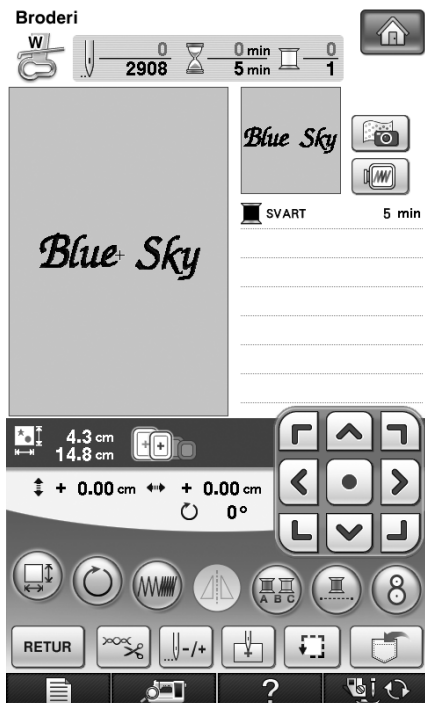 Broderi
W
0 0 min 0
2908 5 min 1
Blue Sky
SVART 5 min
Blue Sky
4.3 cm
14.8 cm
+ 0.00 cm + 0.00 cm
0°
A B C
8
RETUR -/+
? i